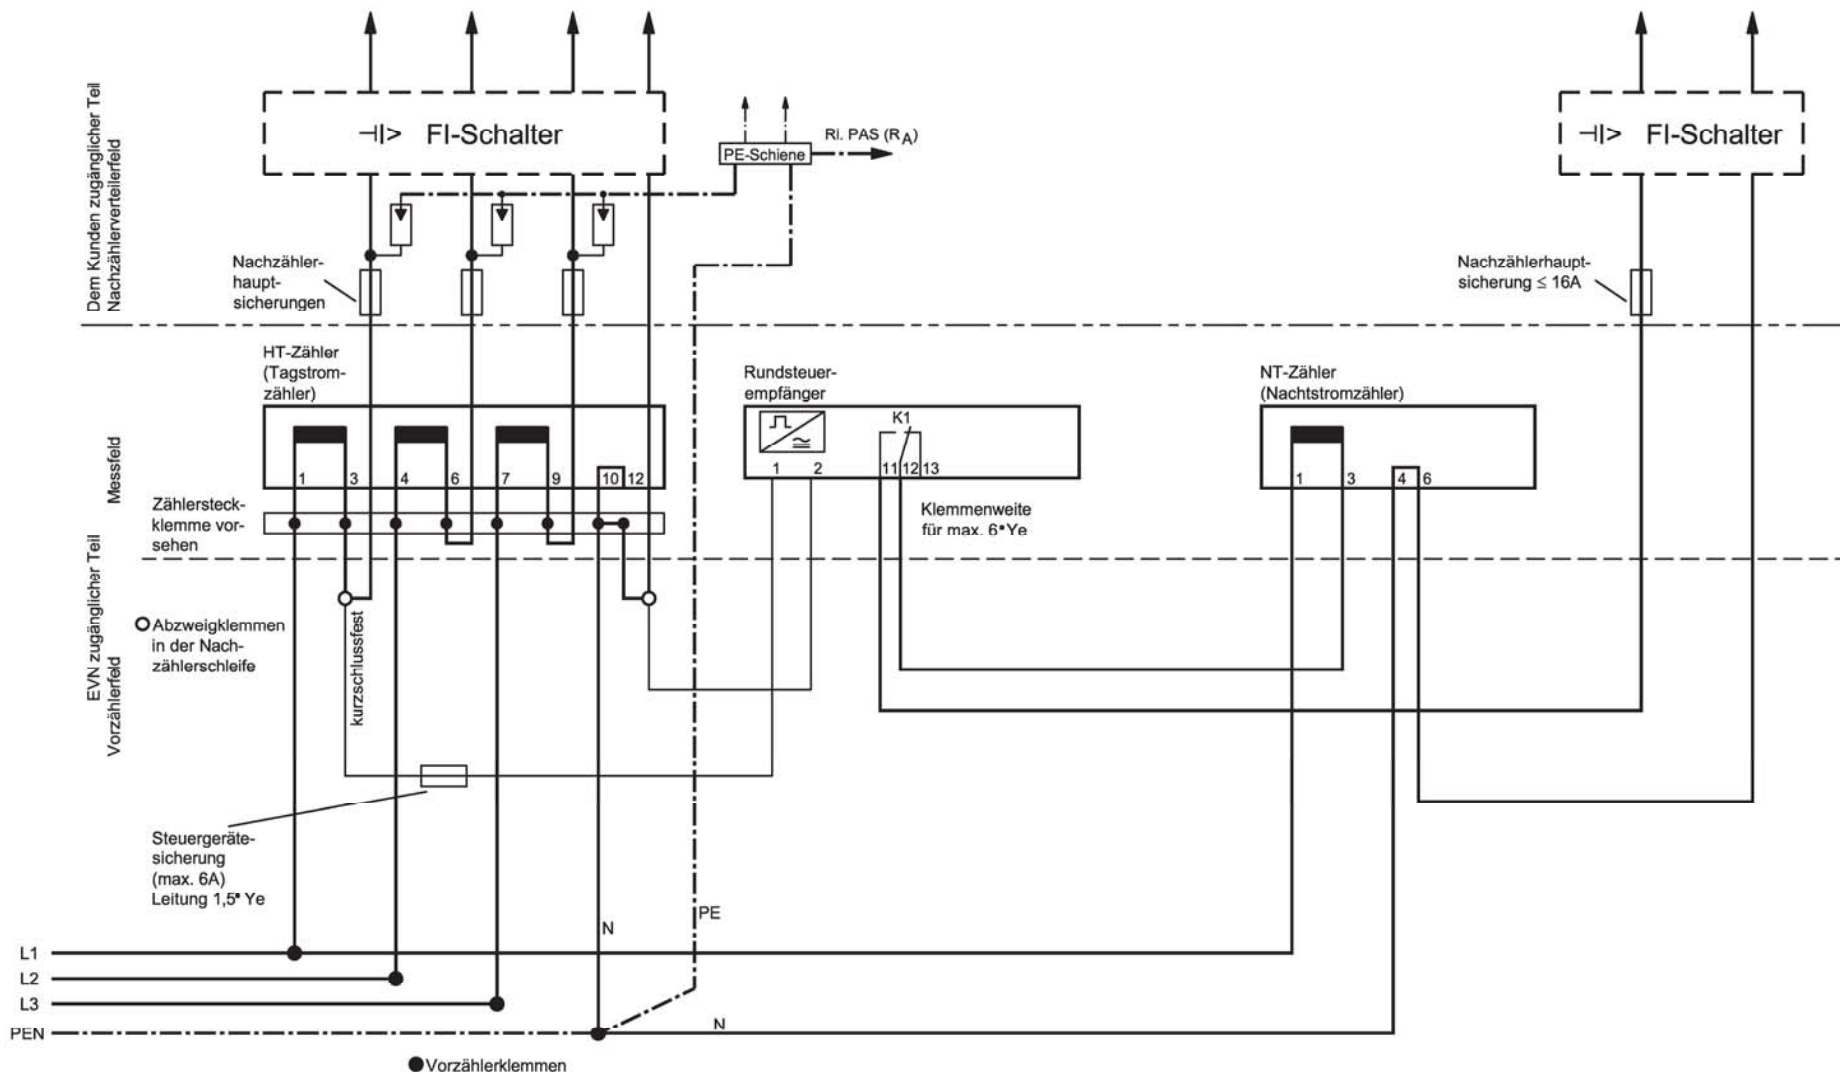 Dem Kunden zugänglicher Teil
Nachzählerverteilerfeld
FI-Schalter
PE-Schiene
RI. PAS (RA)
FI-Schalter
Nachzähler-
haupt-
sicherungen
Nachzählerhaupt-
sicherung ≤ 16A
Messfeld
HT-Zähler
(Tagstrom-
zähler)
1 3 4 6 7 9 10 12
Rundsteuer-
empfänger
K1
1 2 11 12 13
NT-Zähler
(Nachtstromzähler)
1 3 4 6
Zählersteck-
klemme vor-
sehen
Klemmenweite
für max. 6▪Ye
EVN zugänglicher Teil
Vorzählerfeld
Abzweigklemmen
in der Nach-
zählerschleife
kurzschlussfest
Steuergeräte-
sicherung
(max. 6A)
Leitung 1,5▪ Ye
PE
N
L1
L2
L3
PEN
N
Vorzählerklemmen